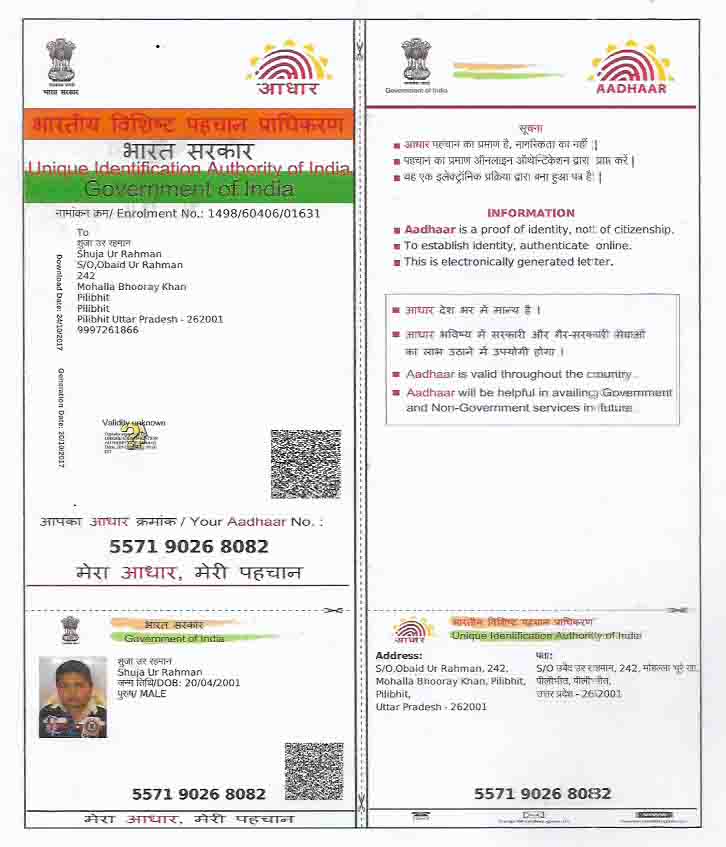 सत्यमेव जयते
भारत सरकार
आधार
भारतीय विशिष्ट पहचान प्राधिकरण
भारत सरकार
Unique Identification Authority of India
Government of India
नामांकन क्रम/ Enrolment No.: 1498/60406/01631
To
शुजा उर रहमान
Shuja Ur Rahman
S/O,Obaid Ur Rahman
242
Mohalla Bhooray Khan
Pilibhit
Pilibhit
Pilibhit Uttar Pradesh - 262001
9997261866
Download Date: 24/10/2017
Generation Date: 20/10/2017
Validity unknown
आपका आधार क्रमांक / Your Aadhaar No. :
5571 9026 8082
मेरा आधार, मेरी पहचान
भारत सरकार
Government of India
शुजा उर रहमान
Shuja Ur Rahman
जन्म तिथि/DOB: 20/04/2001
पुरुष/ MALE
5571 9026 8082
मेरा आधार, मेरी पहचान
Government of India
AADHAAR
सूचना
आधार पहचान का प्रमाण है, नागरिकता का नहीं |
पहचान का प्रमाण ऑनलाइन ऑथेन्टिकेशन द्वारा प्राप्त करें |
यह एक इलेक्ट्रॉनिक प्रक्रिया द्वारा बना हुआ पत्र है |
INFORMATION
Aadhaar is a proof of identity, not of citizenship.
To establish identity, authenticate online.
This is electronically generated letter.
आधार देश भर में मान्य है ।
आधार भविष्य में सरकारी और गैर-सरकारी सेवाओं
का लाभ उठाने में उपयोगी होगा ।
Aadhaar is valid throughout the country.
Aadhaar will be helpful in availing Government
and Non-Government services in future.
आधार
भारतीय विशिष्ट पहचान प्राधिकरण
Unique Identification Authority of India
Address:
S/O,Obaid Ur Rahman, 242,
Mohalla Bhooray Khan, Pilibhit,
Pilibhit,
Uttar Pradesh - 262001
पता:
S/O उबैद उर रहमान, 242, मोहल्ला भूरे खा,
पीलीभीत, पीलीभीत,
उत्तर प्रदेश - 262001
5571 9026 8082